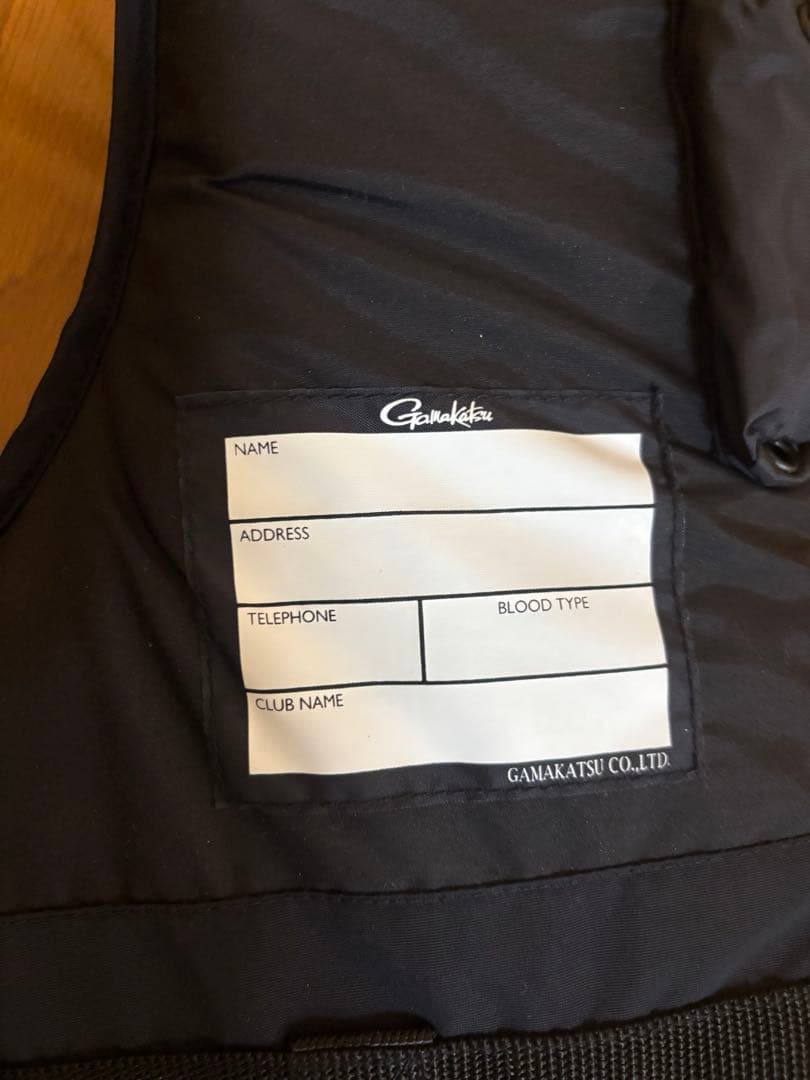 Gamakatsu
NAME
ADDRESS
TELEPHONE
BLOOD TYPE
CLUB NAME
GAMAKATSU CO.,LTD.